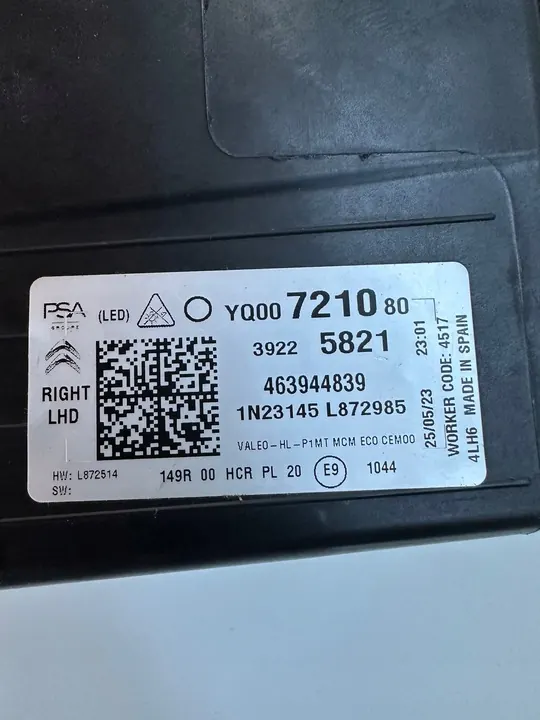 PSA
GROUPE
(LED)
YQ00 7210 80
3922 5821
RIGHT
LHD
463944839
1N23145 L872985
VALEO-HL-P1MT MCM ECO CEM00
HW: L872514
SW:
149R 00 HCR PL 20 E9 1044
25/05/23 23:01
WORKER CODE: 4517
4LH6 MADE IN SPAIN